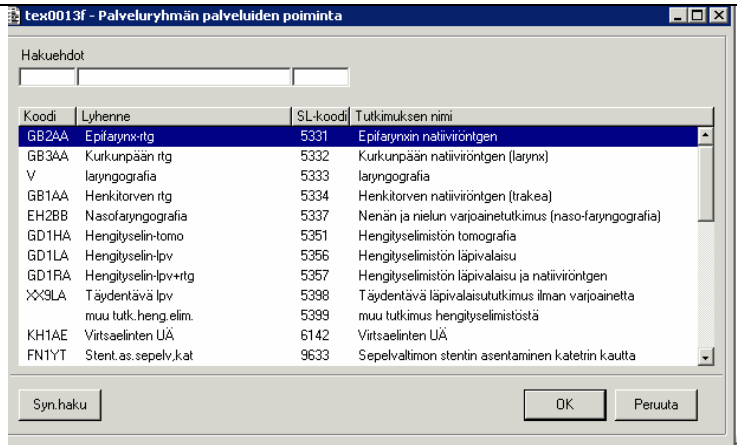 tex0013f - Palveluryhmän palveluiden poiminta
Hakuehdot
Koodi Lyhenne SL-koodi Tutkimuksen nimi
GB2AA Epifarynx-rtg 5331 Epifarynxin natiiviröntgen
GB3AA Kurkunpään rtg 5332 Kurkunpään natiiviröntgen (larynx)
V laryngografia 5333 laryngografia
GB1AA Henkitorven rtg 5334 Henkitorven natiiviröntgen (trakea)
EH2BB Nasofaryngografia 5337 Nenän ja nielun varjoainetutkimus (naso-faryngografia)
GD1HA Hengityselin-tomo 5351 Hengityselimistön tomografia
GD1LA Hengityselin-lpv 5356 Hengityselimistön läpivalaisu
GD1RA Hengityselin-lpv+rtg 5357 Hengityselimistön läpivalaisu ja natiiviröntgen
XX9LA Täydentävä lpv 5398 Täydentävä läpivalaisututkimus ilman varjoainetta
muu tutk.heng.elim. 5399 muu tutkimus hengityselimistöstä
KH1AE Virtsaelinten UÄ 6142 Virtsaelinten UÄ
FN1YT Stent.as.sepelv,kat 9633 Sepelvaltimon stentin asentaminen katetrin kautta
Syn.haku OK Peruuta